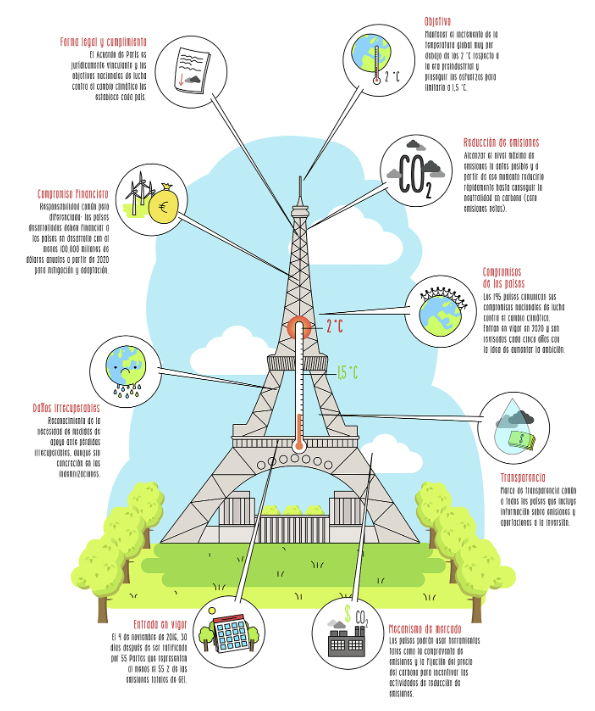 Forma legal y cumplimiento
El Acuerdo de París es
jurídicamente vinculante y los
objetivos nacionales de lucha
contra el cambio climático los
establece cada país.
Objetivo
Mantener el incremento de la
temperatura global muy por
debajo de los 2 °C respecto a
la era preindustrial y
proseguir los esfuerzos para
limitarlo a 1,5 °C.
2 °C
Reducción de emisiones
Alcanzar el nivel máximo de
emisiones lo antes posible y a
partir de ese momento reducirlo
rápidamente hasta conseguir la
neutralidad en carbono (cero
emisiones netas).
CO2
Compromiso financiero
Responsabilidad común pero
diferenciada: los países
desarrollados deben financiar a
los países en desarrollo con al
menos 100.000 millones de
dólares anuales a partir de 2020
para mitigación y adaptación.
€
Compromisos
de los países
Los 195 países comunican sus
compromisos nacionales de lucha
contra el cambio climático.
Entran en vigor en 2020 y son
revisados cada cinco años con
la idea de aumentar la ambición.
2 °C
1,5 °C
Daños irrecuperables
Reconocimiento de la
necesidad de medidas de
apoyo ante pérdidas
irrecuperables, aunque sin
concreción en las
indemnizaciones.
$
Transparencia
Marco de transparencia común
a todos los países que incluye
información sobre emisiones y
aportaciones a la inversión.
Entrada en vigor
El 4 de noviembre de 2016, 30
días después de ser ratificado
por 55 Partes que representan
al menos el 55 % de las
emisiones totales de GEI.
$ CO2
Mecanismo de mercado
Los países podrán usar herramientas
tales como la compraventa de
emisiones y la fijación del precio
del carbono para incentivar las
actividades de reducción de
emisiones.